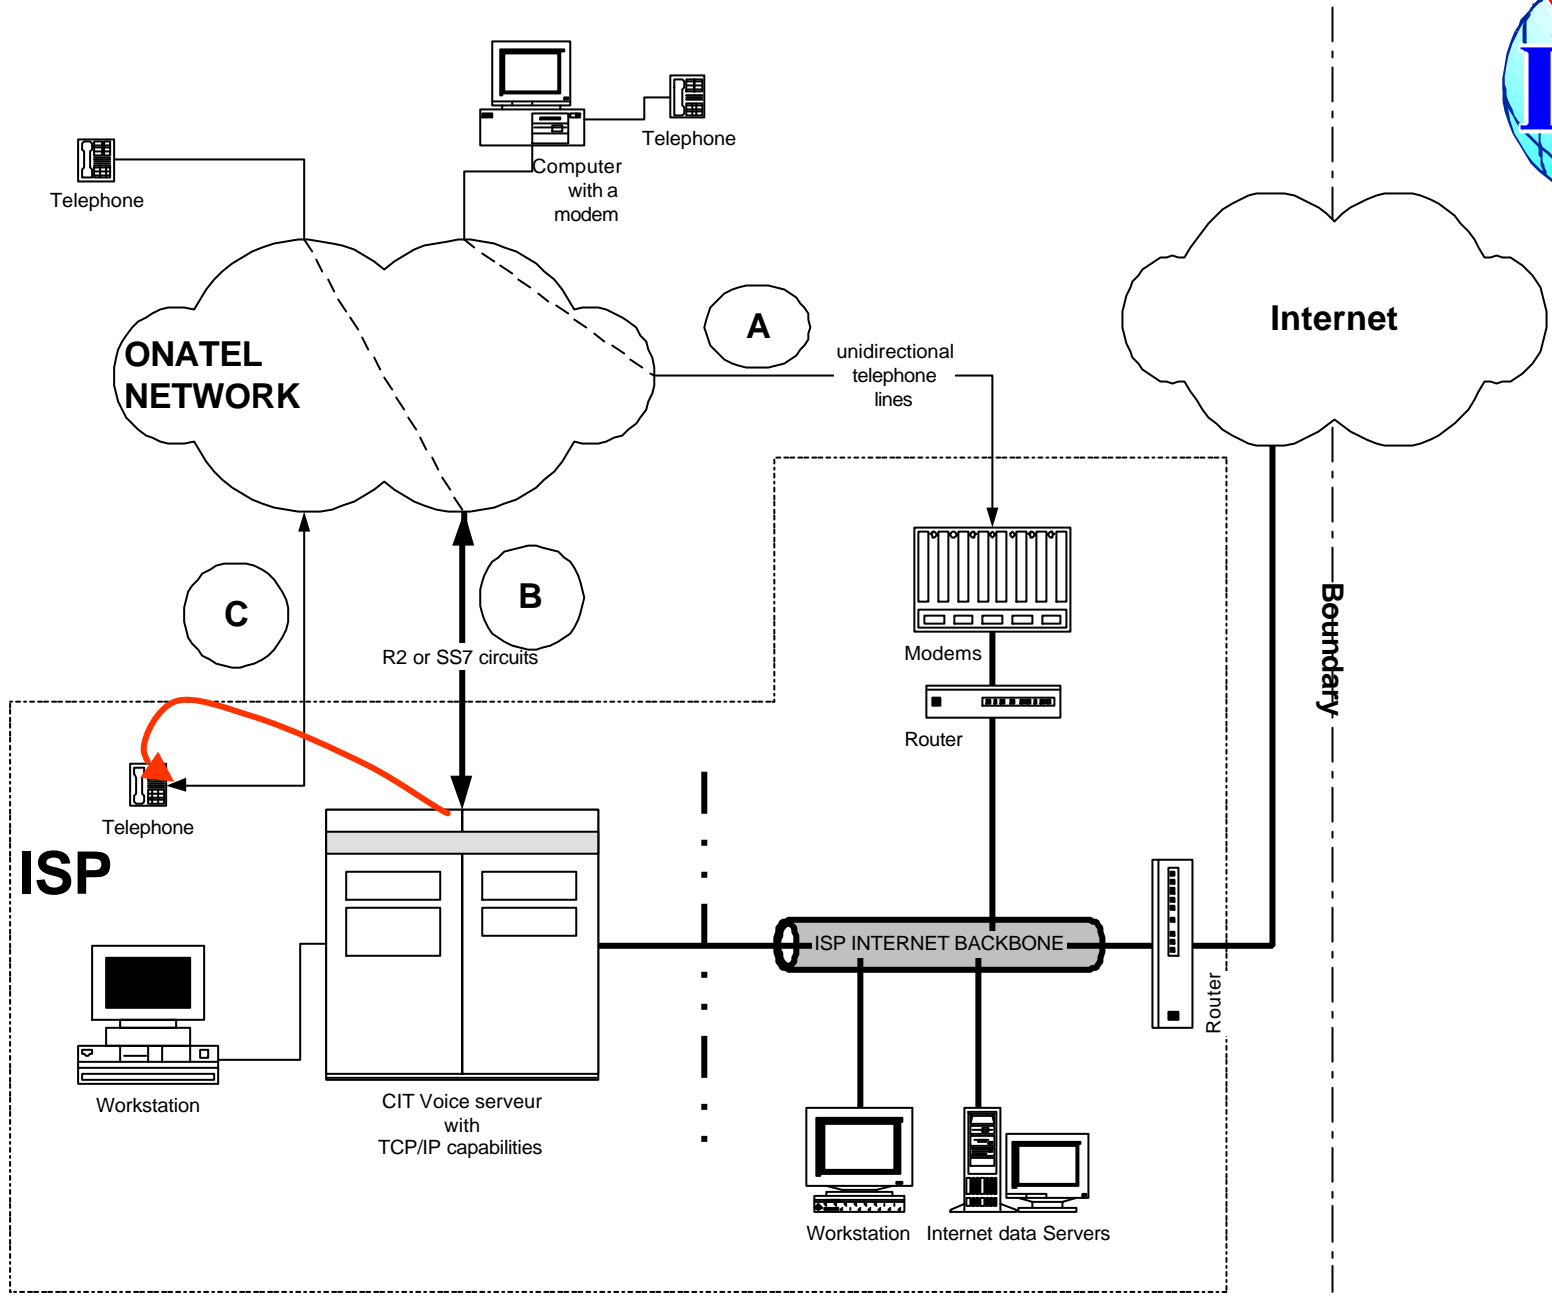 Telephone
Telephone
Computer
with a
modem
ONATEL
NETWORK
A
unidirectional
telephone
lines
Internet
C
B
R2 or SS7 circuits
Modems
Router
Boundary
Telephone
ISP
ISP INTERNET BACKBONE
Router
Workstation
CIT Voice serveur
with
TCP/IP capabilities
Workstation
Internet data Servers